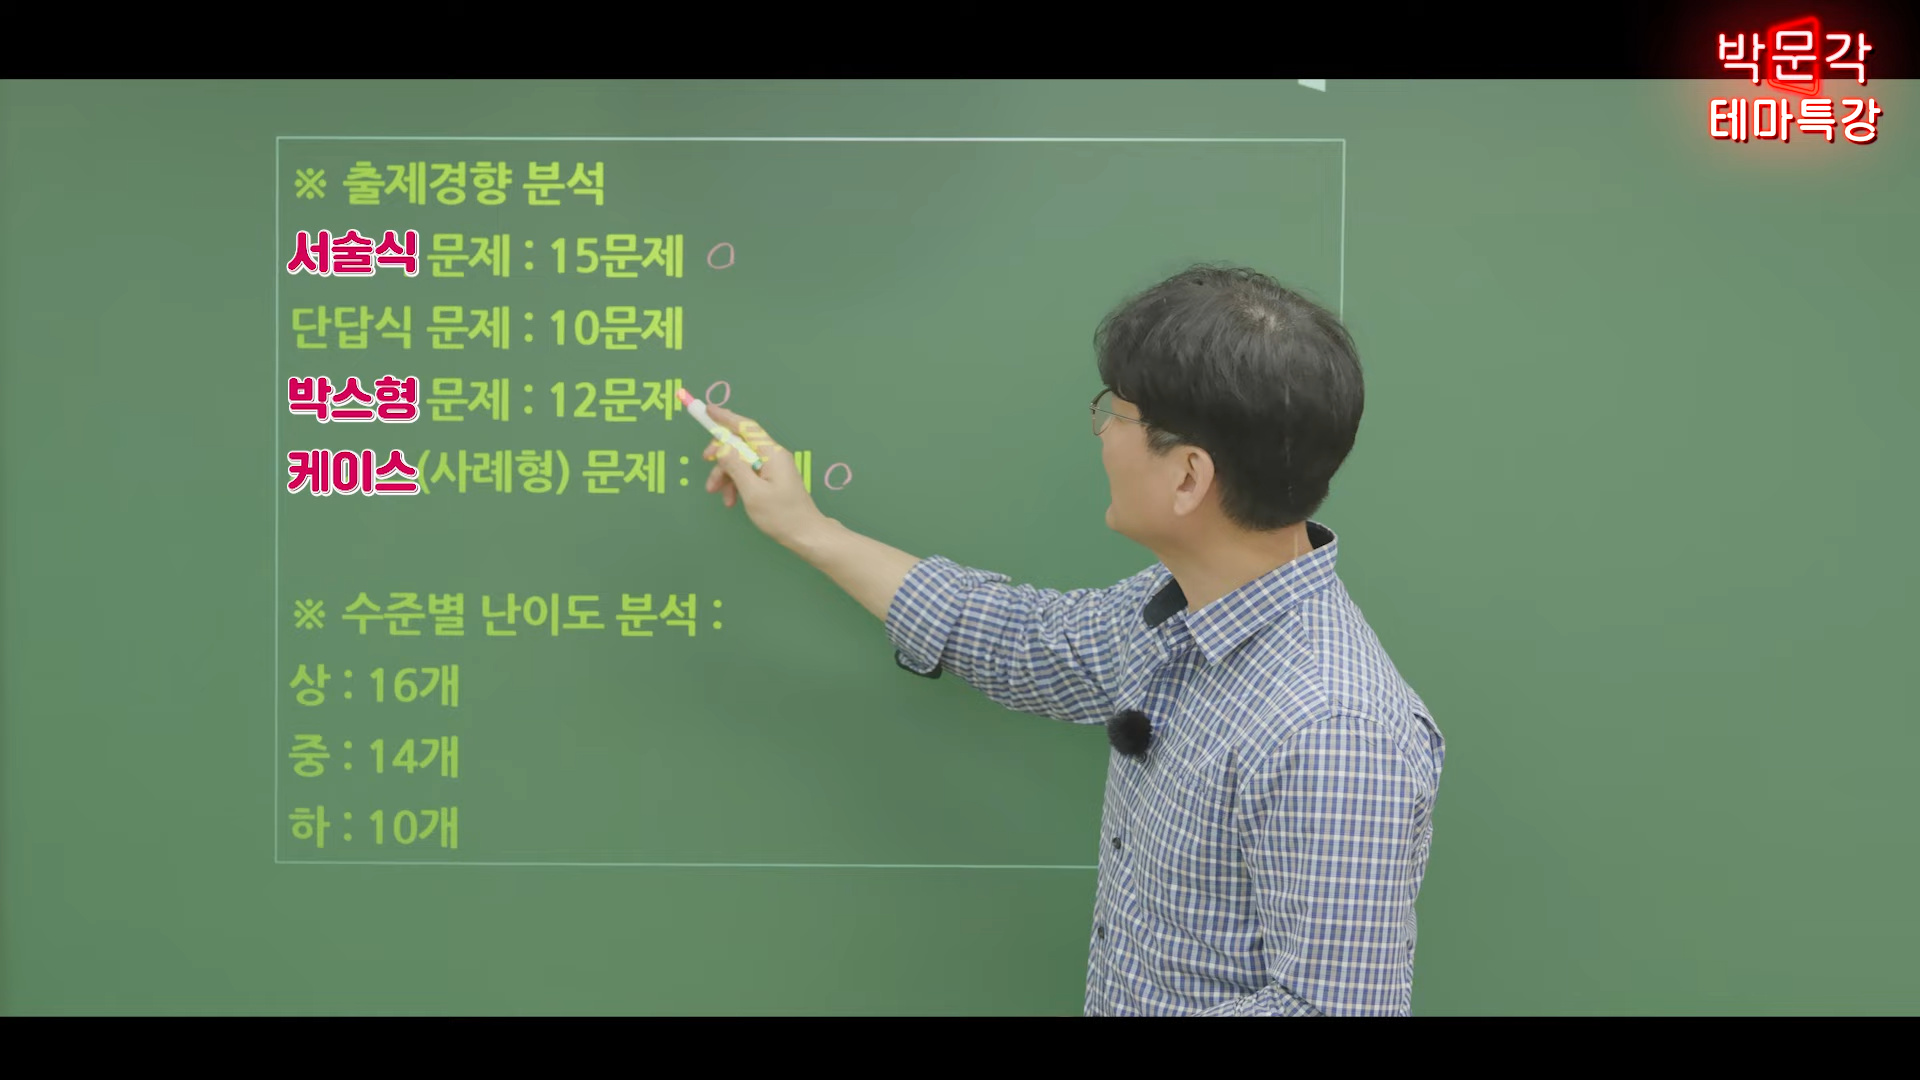 박문각
테마특강
※ 출제경향 분석
서술식 문제 : 15문제
단답식 문제 : 10문제
박스형 문제 : 12문제
케이스(사례형) 문제 :
※ 수준별 난이도 분석 :
상 : 16개
중 : 14개
하 : 10개